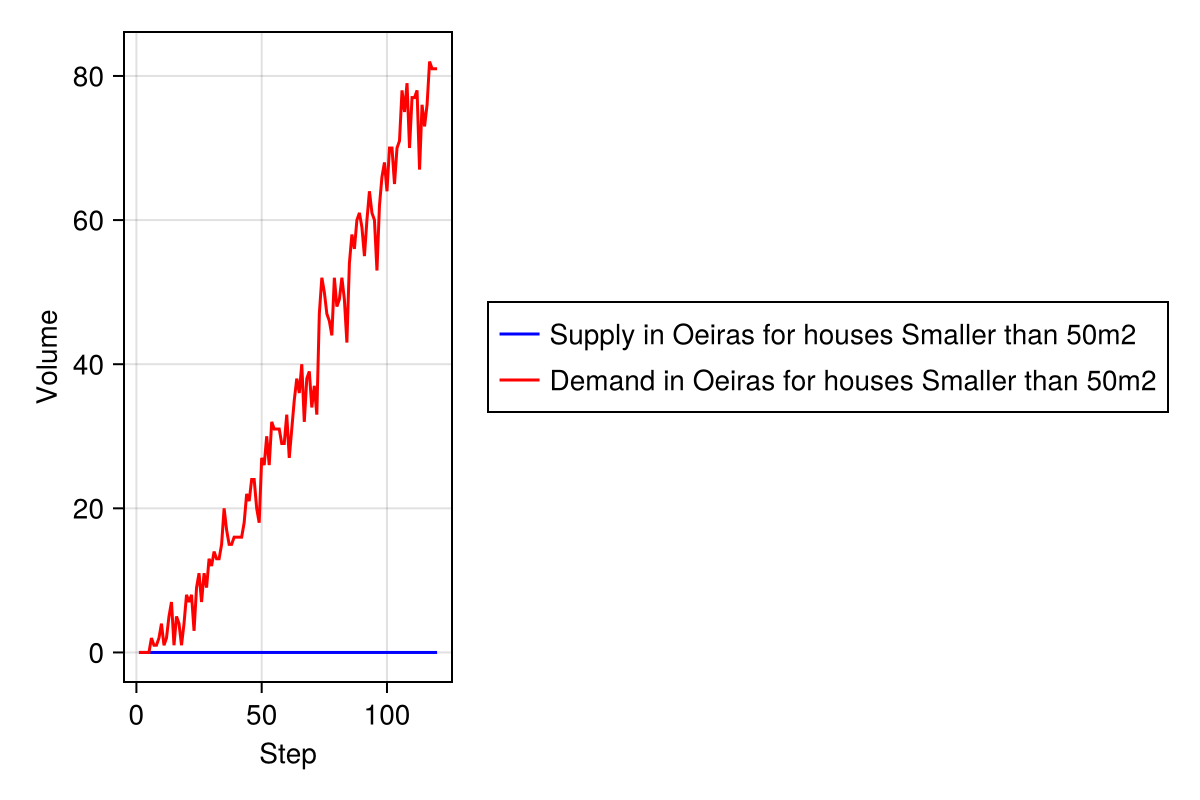 80
60
40
20
0
Volume
0 50 100
Step
Supply in Oeiras for houses Smaller than 50m2
Demand in Oeiras for houses Smaller than 50m2